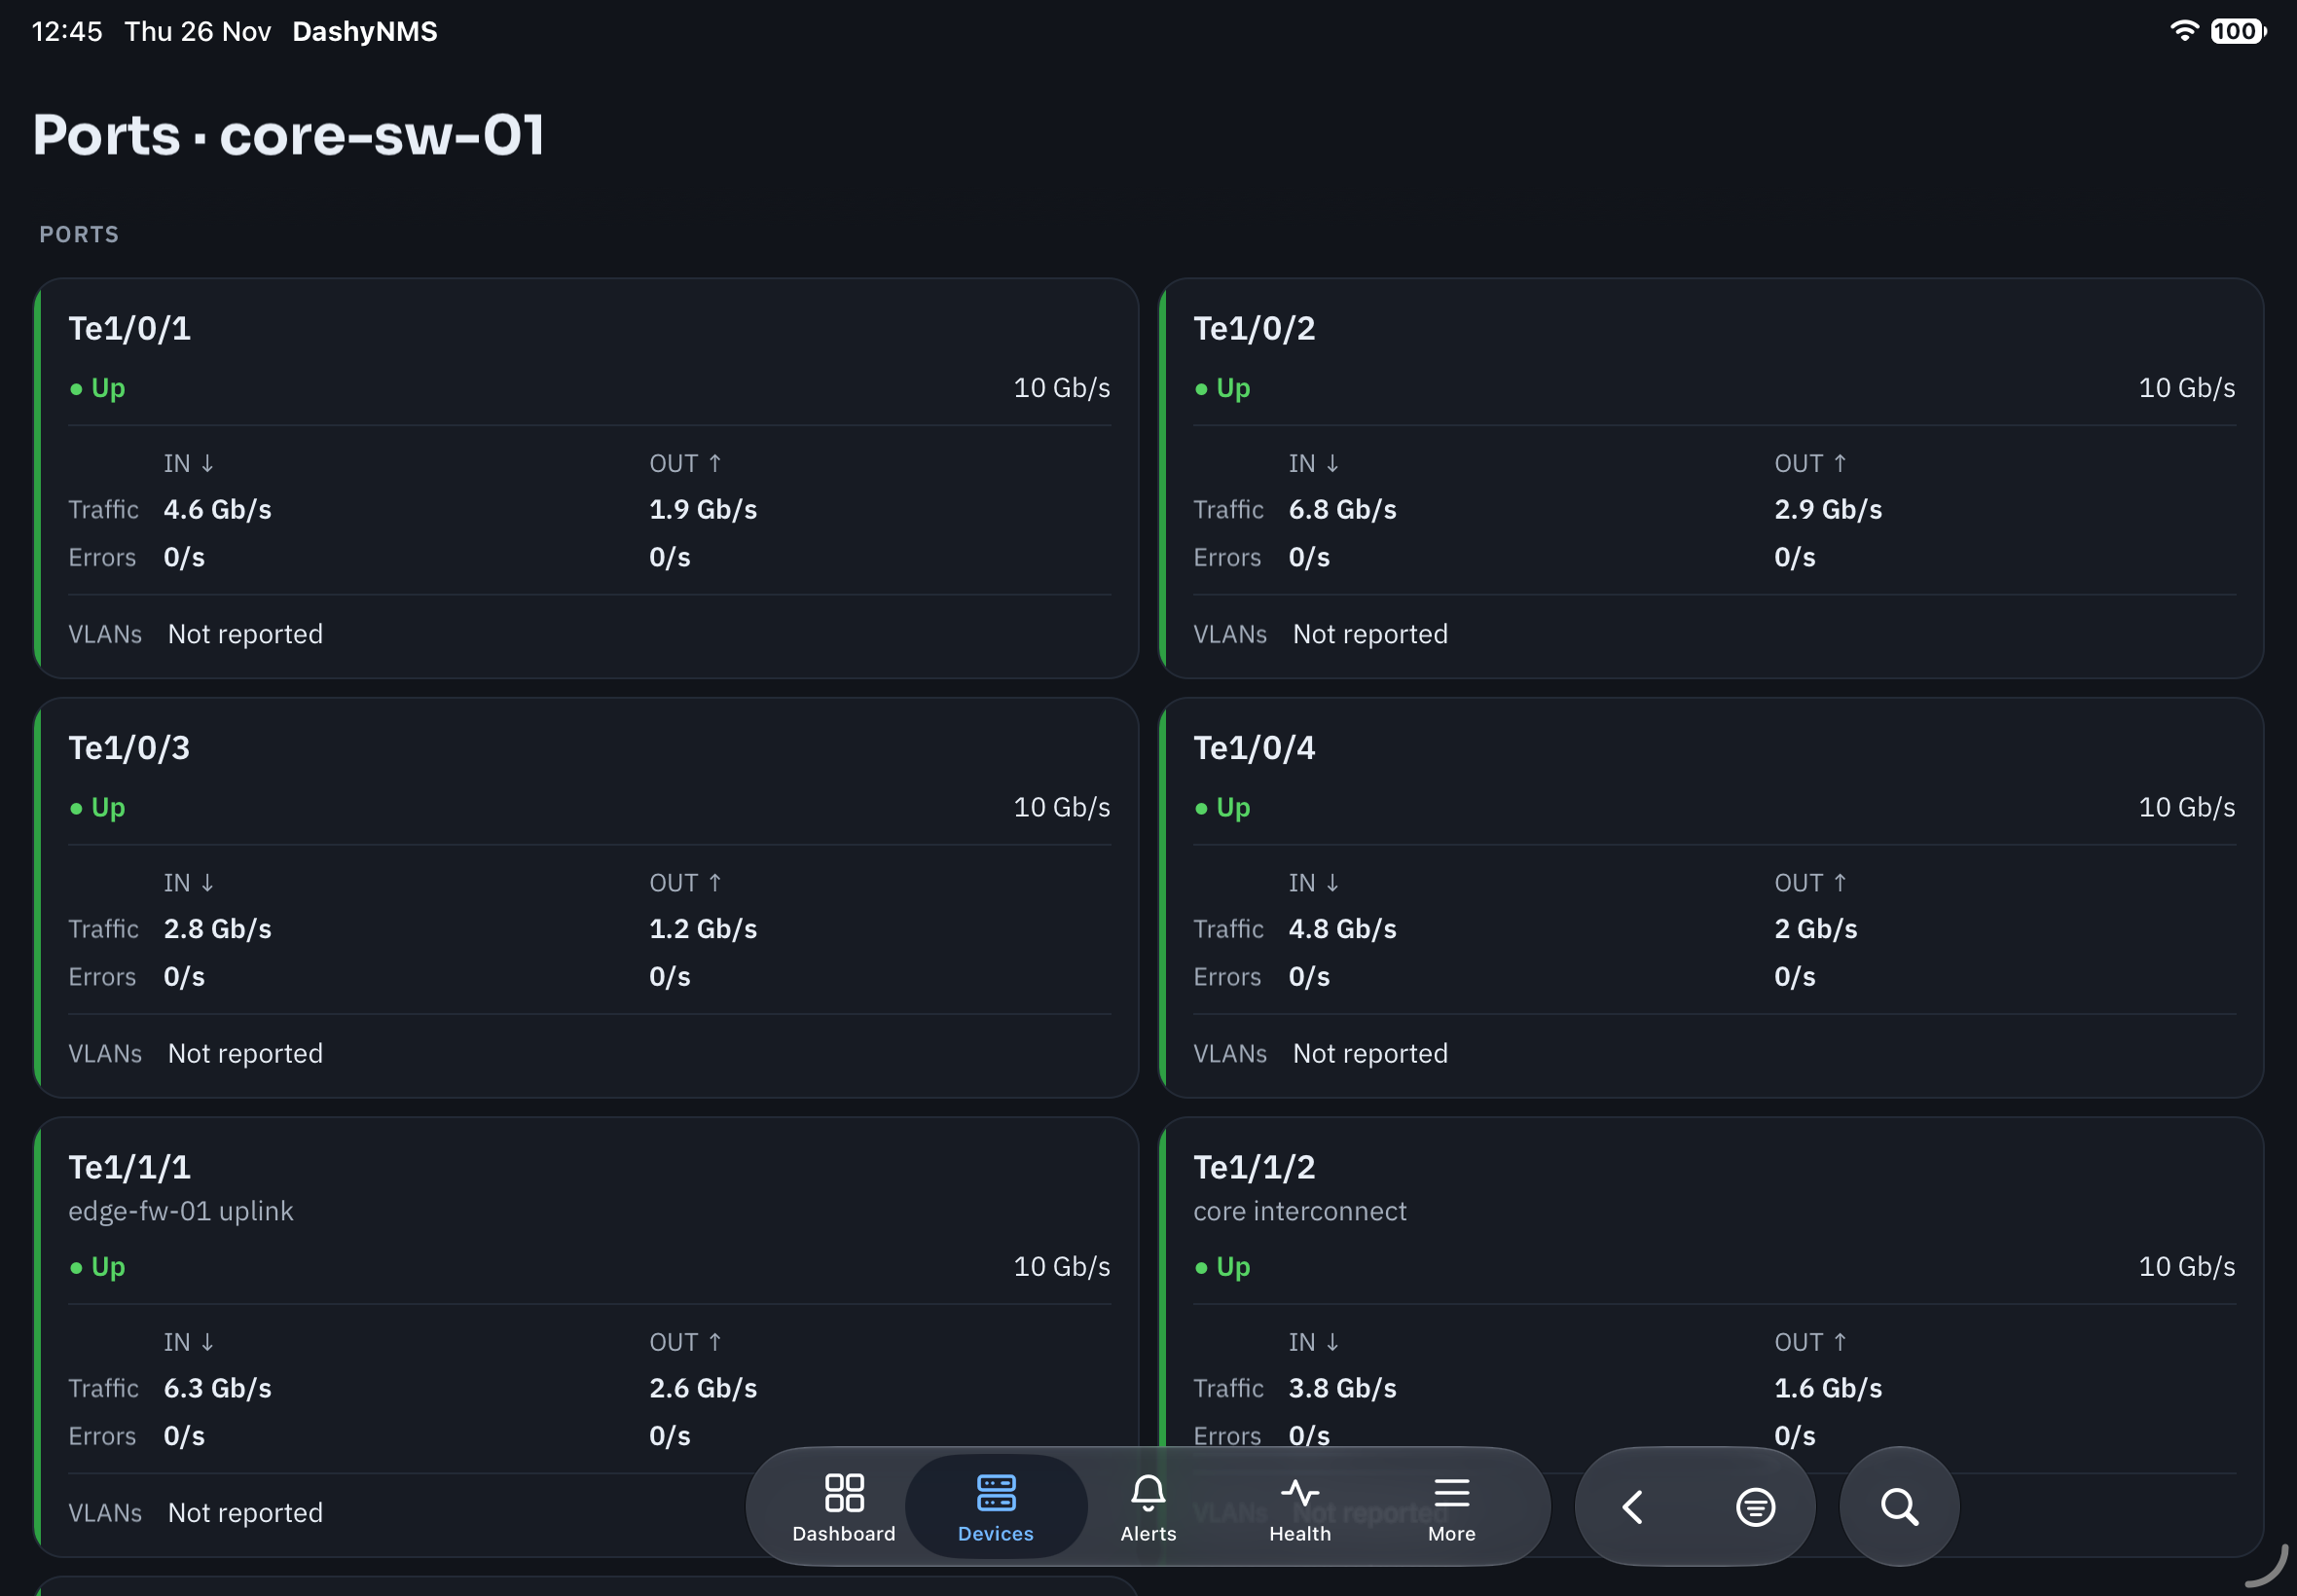 12:45 Thu 26 Nov DashyNMS 100
Ports · core-sw-01
PORTS
Te1/0/1
Up 10 Gb/s
IN ↓ OUT ↑
Traffic 4.6 Gb/s 1.9 Gb/s
Errors 0/s 0/s
VLANs Not reported
Te1/0/2
Up 10 Gb/s
IN ↓ OUT ↑
Traffic 6.8 Gb/s 2.9 Gb/s
Errors 0/s 0/s
VLANs Not reported
Te1/0/3
Up 10 Gb/s
IN ↓ OUT ↑
Traffic 2.8 Gb/s 1.2 Gb/s
Errors 0/s 0/s
VLANs Not reported
Te1/0/4
Up 10 Gb/s
IN ↓ OUT ↑
Traffic 4.8 Gb/s 2 Gb/s
Errors 0/s 0/s
VLANs Not reported
Te1/1/1
edge-fw-01 uplink
Up 10 Gb/s
IN ↓ OUT ↑
Traffic 6.3 Gb/s 2.6 Gb/s
Errors 0/s 0/s
VLANs Not reported
Te1/1/2
core interconnect
Up 10 Gb/s
IN ↓ OUT ↑
Traffic 3.8 Gb/s 1.6 Gb/s
Errors 0/s 0/s
VLANs Not reported
Dashboard Devices Alerts Health More